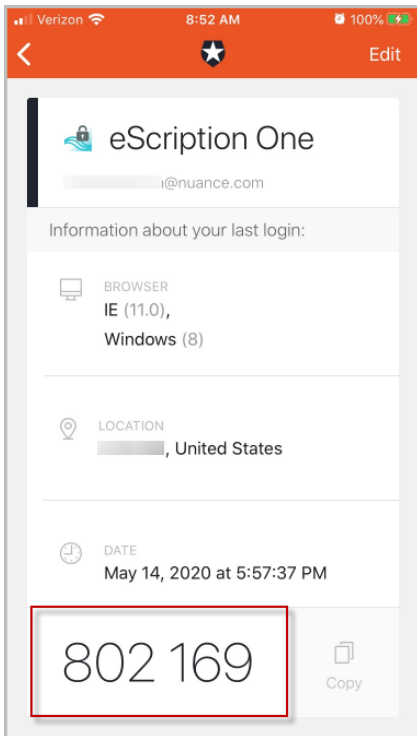 Verizon 8:52 AM 100%
Edit
eScription One
@nuance.com
Information about your last login:
BROWSER
IE (11.0),
Windows (8)
LOCATION
, United States
DATE
May 14, 2020 at 5:57:37 PM
802 169
Copy